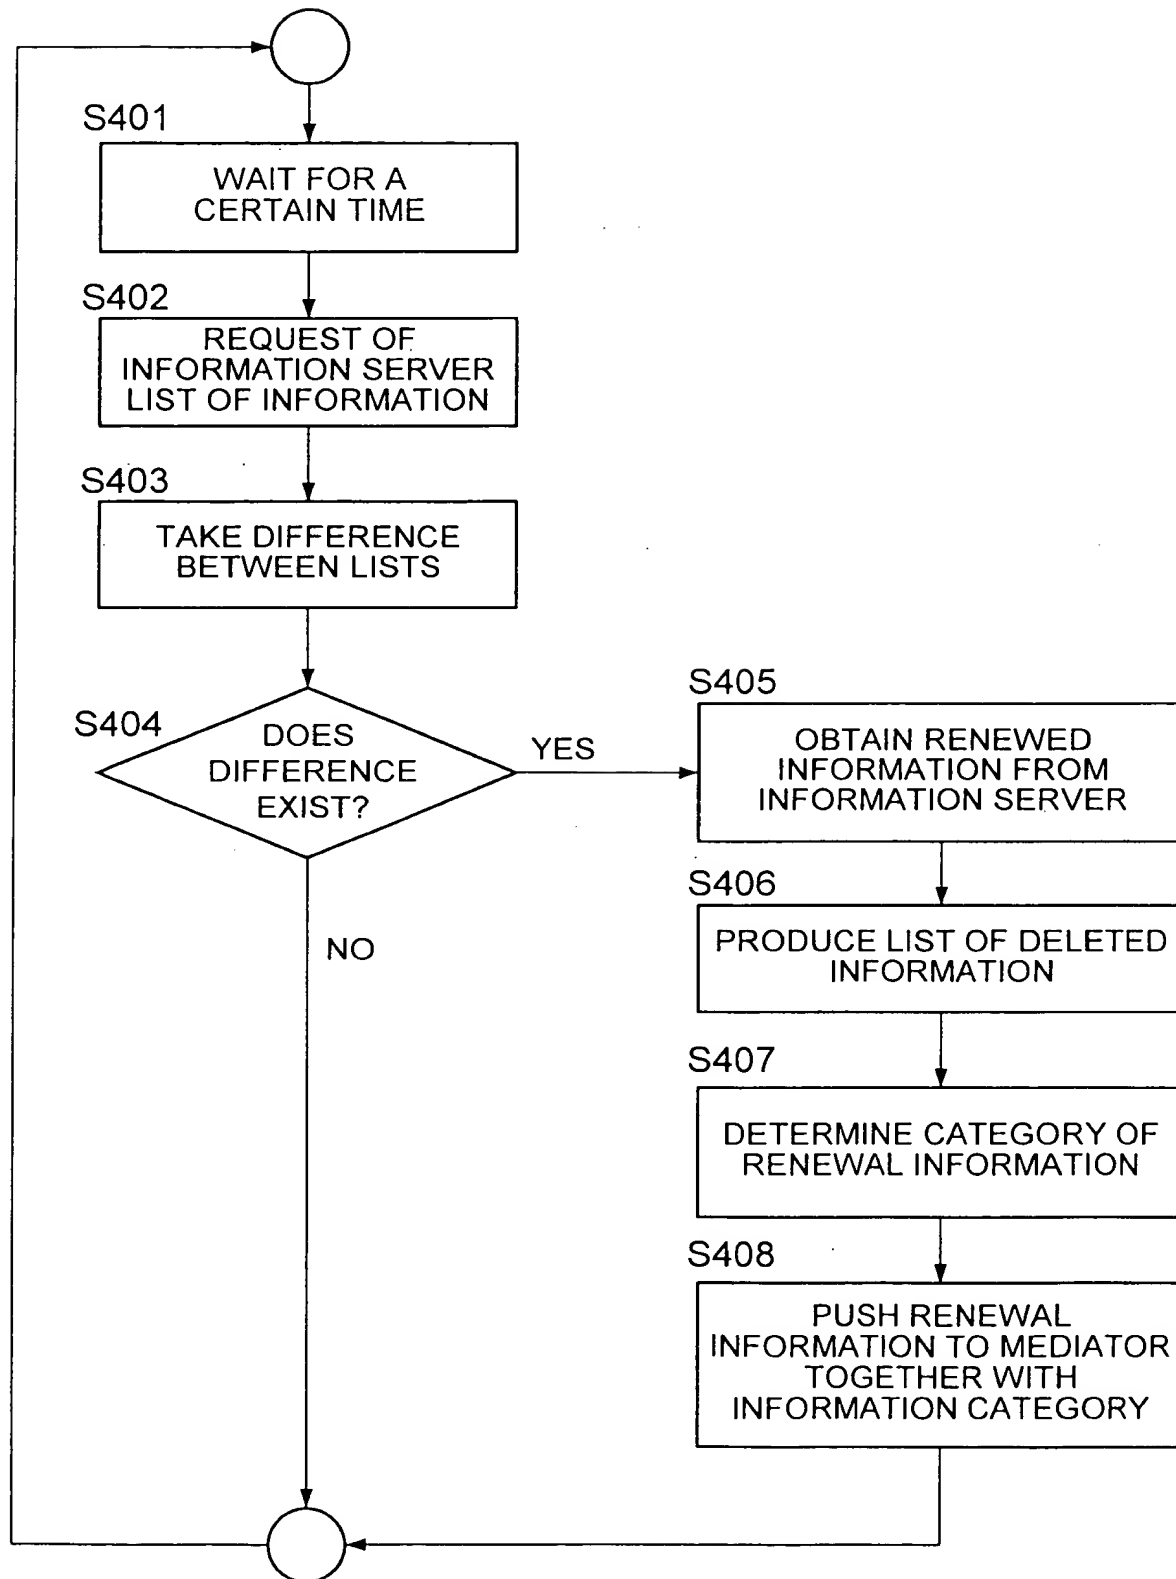 S401
WAIT FOR A
CERTAIN TIME
S402
REQUEST OF
INFORMATION SERVER
LIST OF INFORMATION
S403
TAKE DIFFERENCE
BETWEEN LISTS
S404
DOES
DIFFERENCE
EXIST?
YES
NO
S405
OBTAIN RENEWED
INFORMATION FROM
INFORMATION SERVER
S406
PRODUCE LIST OF DELETED
INFORMATION
S407
DETERMINE CATEGORY OF
RENEWAL INFORMATION
S408
PUSH RENEWAL
INFORMATION TO MEDIATOR
TOGETHER WITH
INFORMATION CATEGORY